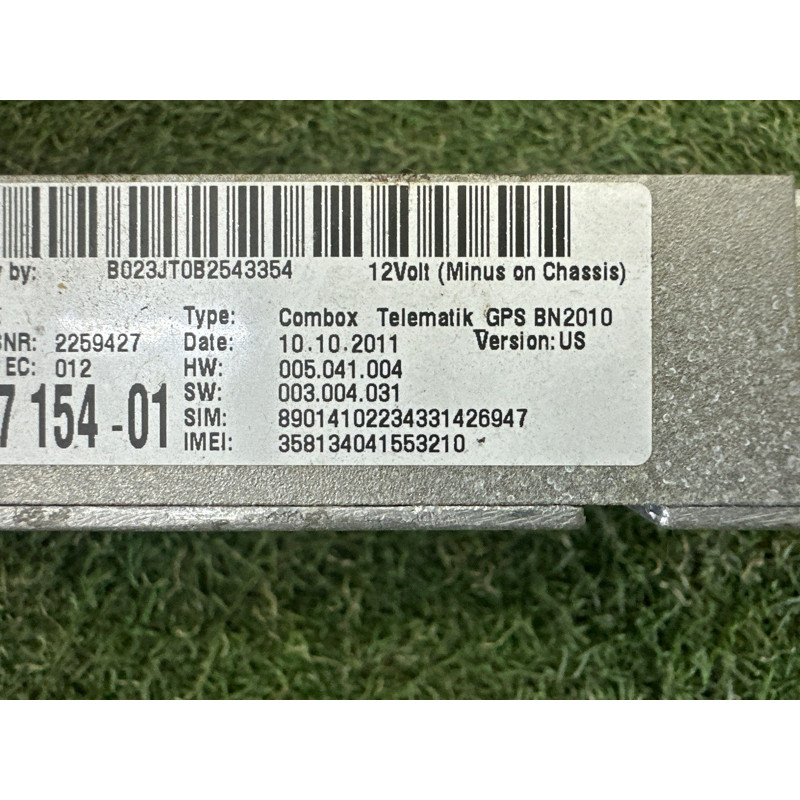 by: B023JT0B2543354 12Volt (Minus on Chassis)
Type: Combox Telematik GPS BN2010
SNR: 2259427 Date: 10.10.2011 Version: US
EC: 012 HW: 005.041.004
7 154-01 SW: 003.004.031
SIM: 89014102234331426947
IMEI: 358134041553210